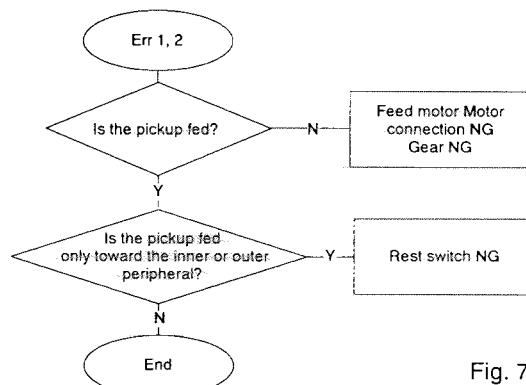 Err 1, 2
Is the pickup fed?
N
Feed motor Motor
connection NG
Gear NG
Y
Is the pickup fed
only toward the inner or outer
peripheral?
Y
Rest switch NG
N
End
Fig. 7